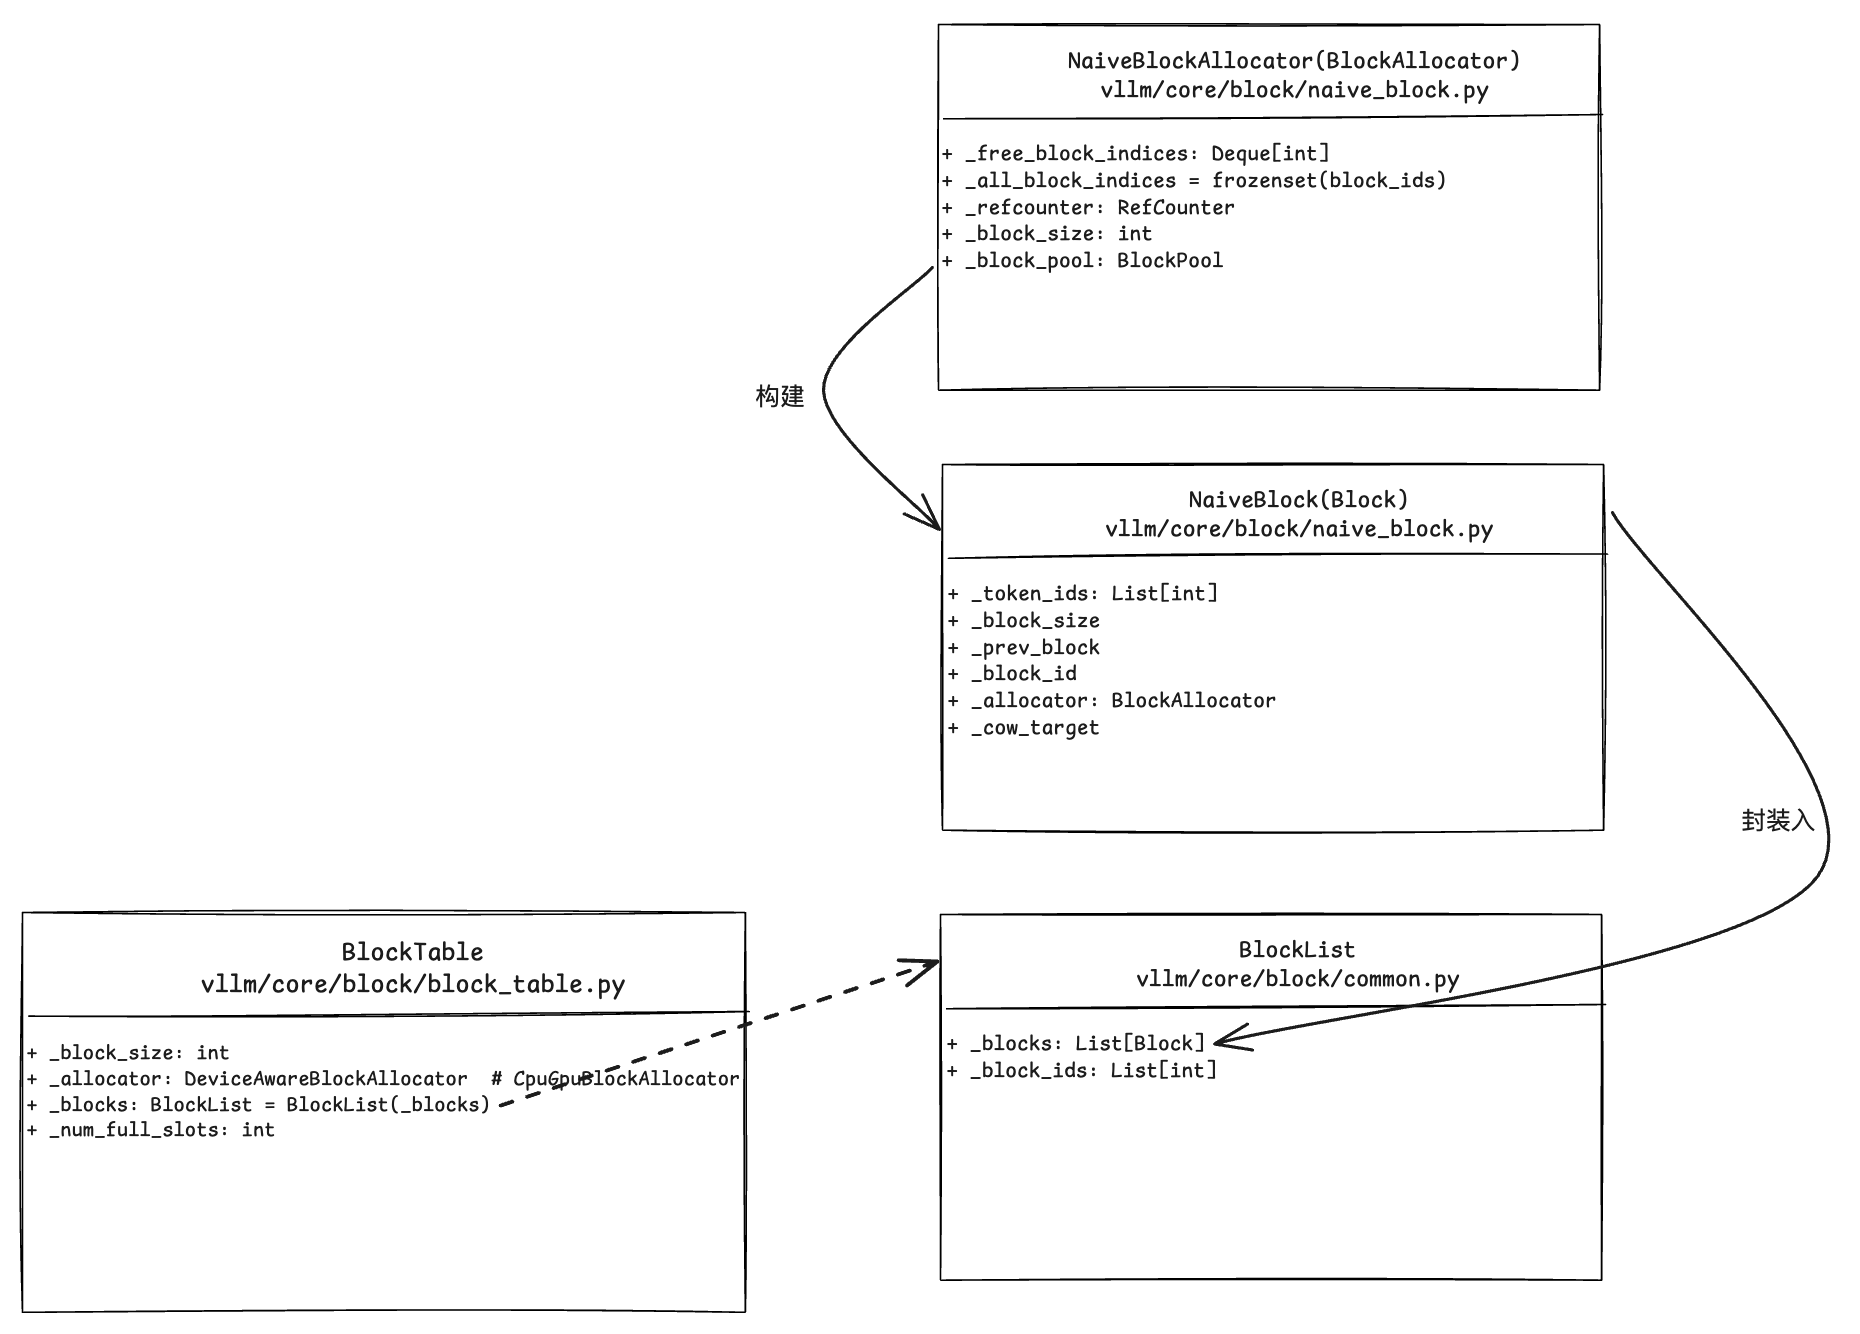 NaiveBlockAllocator(BlockAllocator)
vllm/core/block/naive_block.py
+ _free_block_indices: Deque[int]
+ _all_block_indices = frozenset(block_ids)
+ _refcounter: RefCounter
+ _block_size: int
+ _block_pool: BlockPool
构建
NaiveBlock(Block)
vllm/core/block/naive_block.py
+ _token_ids: List[int]
+ _block_size
+ _prev_block
+ _block_id
+ _allocator: BlockAllocator
+ _cow_target
封装入
BlockTable
vllm/core/block/block_table.py
+ _block_size: int
+ _allocator: DeviceAwareBlockAllocator  # CpuGpuBlockAllocator
+ _blocks: BlockList = BlockList(_blocks)
+ _num_full_slots: int
BlockList
vllm/core/block/common.py
+ _blocks: List[Block]
+ _block_ids: List[int]